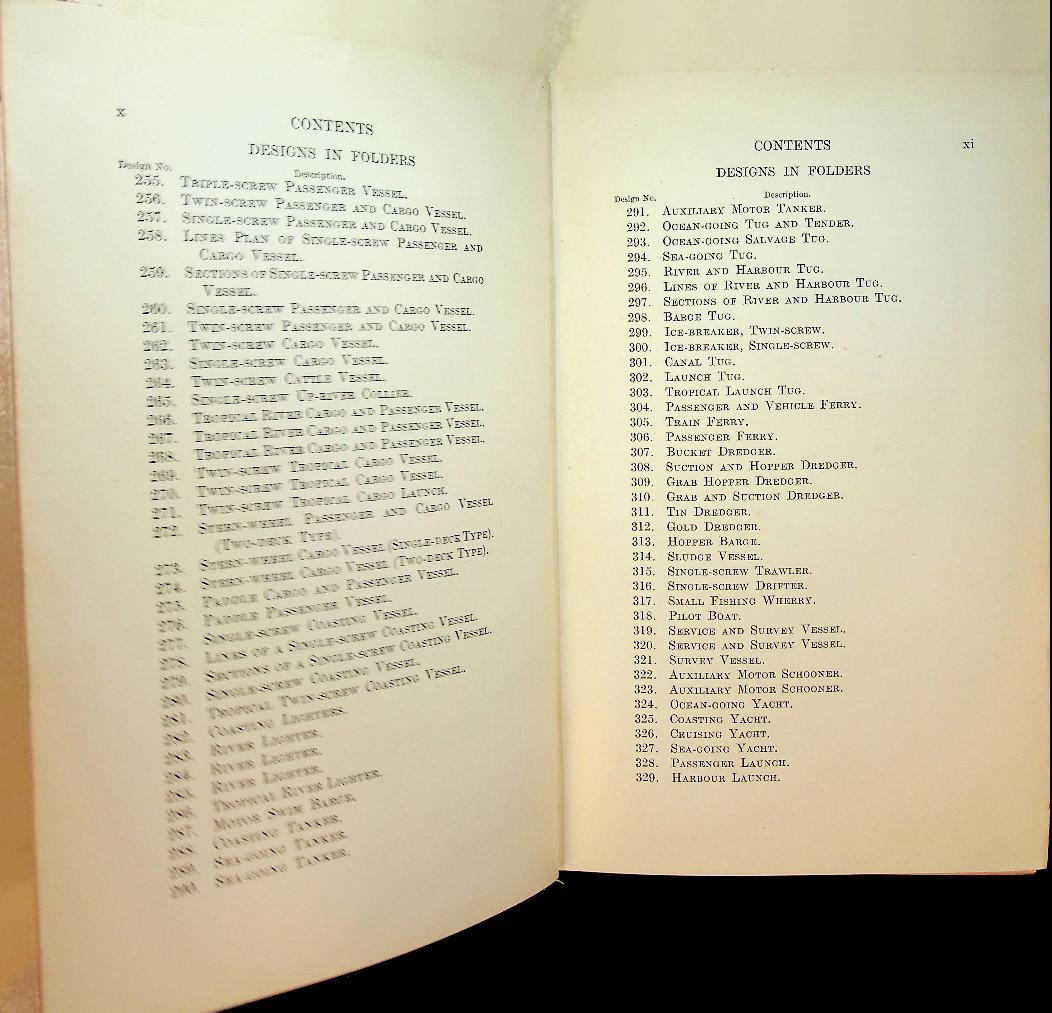 x
CONTENTS
DESIGNS IN FOLDERS
Design No. Description.
255. TRIPLE-SCREW PASSENGER VESSEL.
256. TWIN-SCREW PASSENGER AND CARGO VESSEL.
257. SINGLE-SCREW PASSENGER AND CARGO VESSEL.
258. LINES PLAN OF SINGLE-SCREW PASSENGER AND
CARGO VESSEL.
259. SECTIONS OF SINGLE-SCREW PASSENGER AND CARGO
VESSEL.
260. SINGLE-SCREW PASSENGER AND CARGO VESSEL.
261. TWIN-SCREW PASSENGER AND CARGO VESSEL.
262. TWIN-SCREW CARGO VESSEL.
263. SINGLE-SCREW CARGO VESSEL.
264. TWIN-SCREW CATTLE VESSEL.
265. SINGLE-SCREW UP-RIVER COLLIER.
266. TROPICAL RIVER CARGO AND PASSENGER VESSEL.
267. TROPICAL RIVER CARGO AND PASSENGER VESSEL.
268. TROPICAL RIVER CARGO AND PASSENGER VESSEL.
269. TWIN-SCREW TROPICAL CARGO VESSEL.
270. TWIN-SCREW TROPICAL CARGO VESSEL.
271. TWIN-SCREW TROPICAL CARGO LAUNCH.
272. STERN-WHEEL PASSENGER AND CARGO VESSEL
(TWO-DECK TYPE).
273. STERN-WHEEL CARGO VESSEL (SINGLE-DECK TYPE).
274. STERN-WHEEL CARGO VESSEL (TWO-DECK TYPE).
275. PADDLE CARGO AND PASSENGER VESSEL.
276. PADDLE PASSENGER VESSEL.
277. SINGLE-SCREW COASTING VESSEL.
278. LINES OF A SINGLE-SCREW COASTING VESSEL.
279. SECTIONS OF A SINGLE-SCREW COASTING VESSEL.
280. SINGLE-SCREW COASTING VESSEL.
281. TROPICAL TWIN-SCREW COASTING VESSEL.
282. COASTING LIGHTERS.
283. RIVER LIGHTER.
284. RIVER LIGHTER.
285. RIVER LIGHTER.
286. TROPICAL RIVER LIGHTER.
287. MOTOR SWIM BARGE.
288. COASTING TANKER.
289. SEA-GOING TANKER.
290. SEA-GOING TANKER.
CONTENTS xi
DESIGNS IN FOLDERS
Design No. Description.
291. AUXILIARY MOTOR TANKER.
292. OCEAN-GOING TUG AND TENDER.
293. OCEAN-GOING SALVAGE TUG.
294. SEA-GOING TUG.
295. RIVER AND HARBOUR TUG.
296. LINES OF RIVER AND HARBOUR TUG.
297. SECTIONS OF RIVER AND HARBOUR TUG.
298. BARGE TUG.
299. ICE-BREAKER, TWIN-SCREW.
300. ICE-BREAKER, SINGLE-SCREW.
301. CANAL TUG.
302. LAUNCH TUG.
303. TROPICAL LAUNCH TUG.
304. PASSENGER AND VEHICLE FERRY.
305. TRAIN FERRY.
306. PASSENGER FERRY.
307. BUCKET DREDGER.
308. SUCTION AND HOPPER DREDGER.
309. GRAB HOPPER DREDGER.
310. GRAB AND SUCTION DREDGER.
311. TIN DREDGER.
312. GOLD DREDGER.
313. HOPPER BARGE.
314. SLUDGE VESSEL.
315. SINGLE-SCREW TRAWLER.
316. SINGLE-SCREW DRIFTER.
317. SMALL FISHING WHERRY.
318. PILOT BOAT.
319. SERVICE AND SURVEY VESSEL.
320. SERVICE AND SURVEY VESSEL.
321. SURVEY VESSEL.
322. AUXILIARY MOTOR SCHOONER.
323. AUXILIARY MOTOR SCHOONER.
324. OCEAN-GOING YACHT.
325. COASTING YACHT.
326. CRUISING YACHT.
327. SEA-GOING YACHT.
328. PASSENGER LAUNCH.
329. HARBOUR LAUNCH.